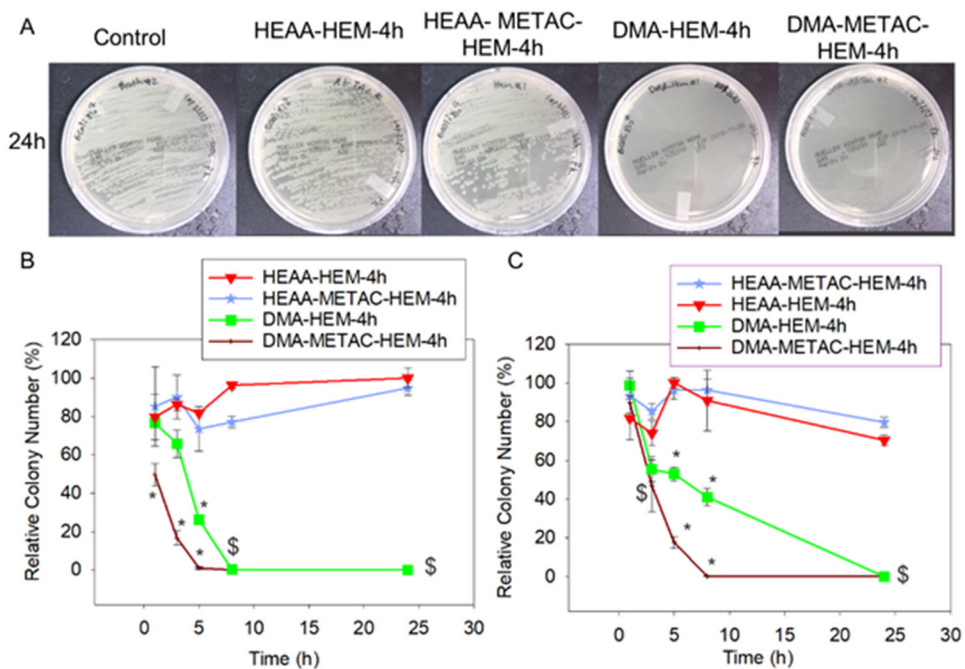 A
Control
HEAA-HEM-4h
HEAA- METAC-
HEM-4h
DMA-HEM-4h
DMA-METAC-
HEM-4h
24h
MUELLER HINTON AGAR
B
HEAA-HEM-4h
HEAA-METAC-HEM-4h
DMA-HEM-4h
DMA-METAC-HEM-4h
Relative Colony Number (%)
120
100
80
60
40
20
0
* * * * $ $
0 5 10 15 20 25 30
Time (h)
C
HEAA-METAC-HEM-4h
HEAA-HEM-4h
DMA-HEM-4h
DMA-METAC-HEM-4h
Relative Colony Number (%)
120
100
80
60
40
20
0
$ * * * * $
0 5 10 15 20 25 30
Time (h)